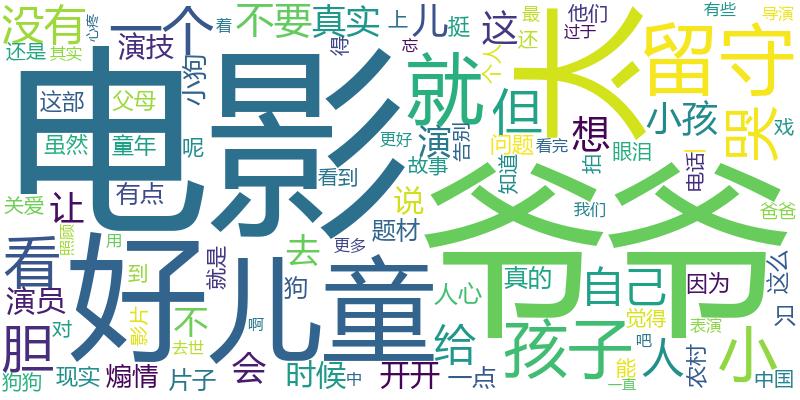 没有
一个
着
不要
真实
上
儿
挺
这
最
还
他们
过于
有些
导演
心疼
还是
其实
演技
小狗
得
忘
个人
太
留守
电影
就
但
想
小孩
哭
戏
这部
父母
虽然
童年
呢
看到
更好
演
告别
故事
问题
知道
看完
拍
眼泪
电话
一
有点
关爱
让
照顾
用
更多
说
题材
爷爷
我们
爸爸
看
好
儿童
到
就是
去
狗
人心
真的
自己
因为
这么
只
演员
对
影片
不
去世
啊
给
孩子
觉得
吧
表演
人
小
胆
狗狗
现实
煽情
片子
会
时候
中
开开
一点
能
一直
农村
中国